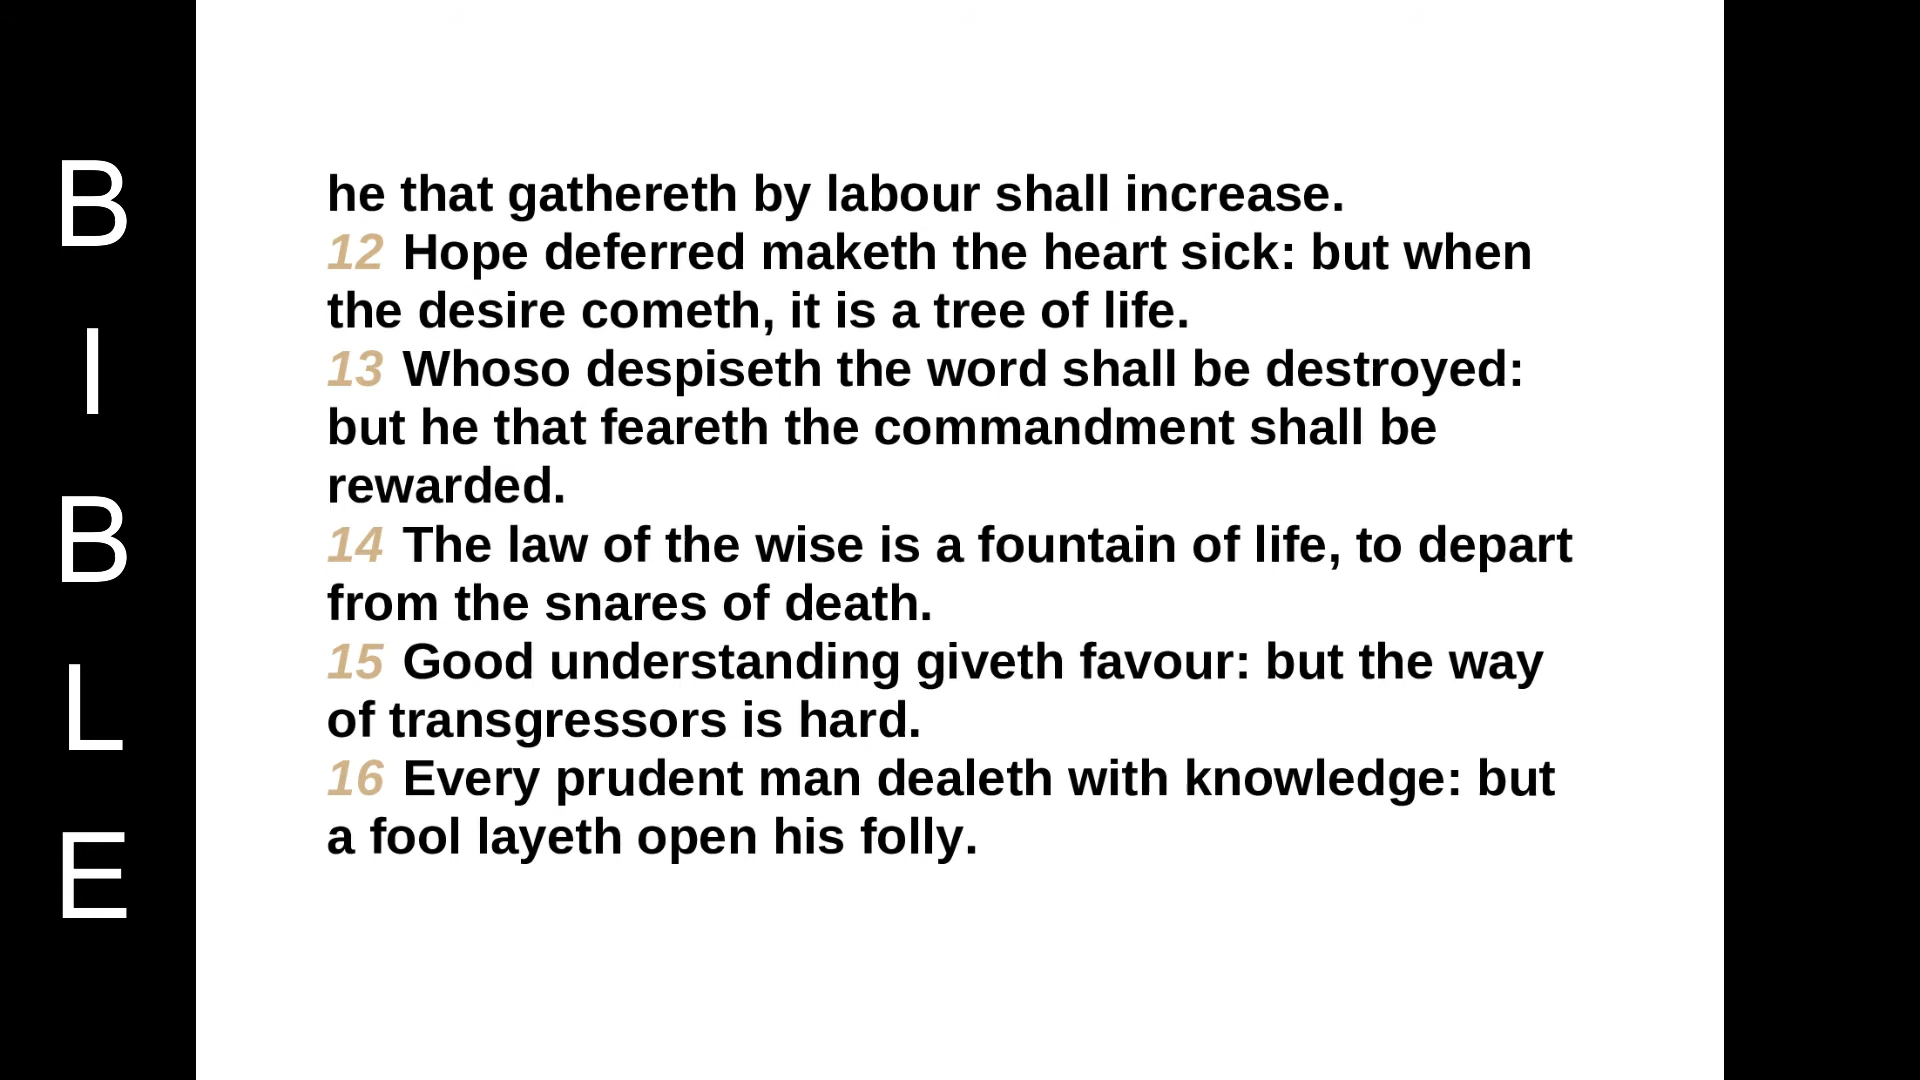 BIBLE
he that gathereth by labour shall increase.
12 Hope deferred maketh the heart sick: but when
the desire cometh, it is a tree of life.
13 Whoso despiseth the word shall be destroyed:
but he that feareth the commandment shall be
rewarded.
14 The law of the wise is a fountain of life, to depart
from the snares of death.
15 Good understanding giveth favour: but the way
of transgressors is hard.
16 Every prudent man dealeth with knowledge: but
a fool layeth open his folly.